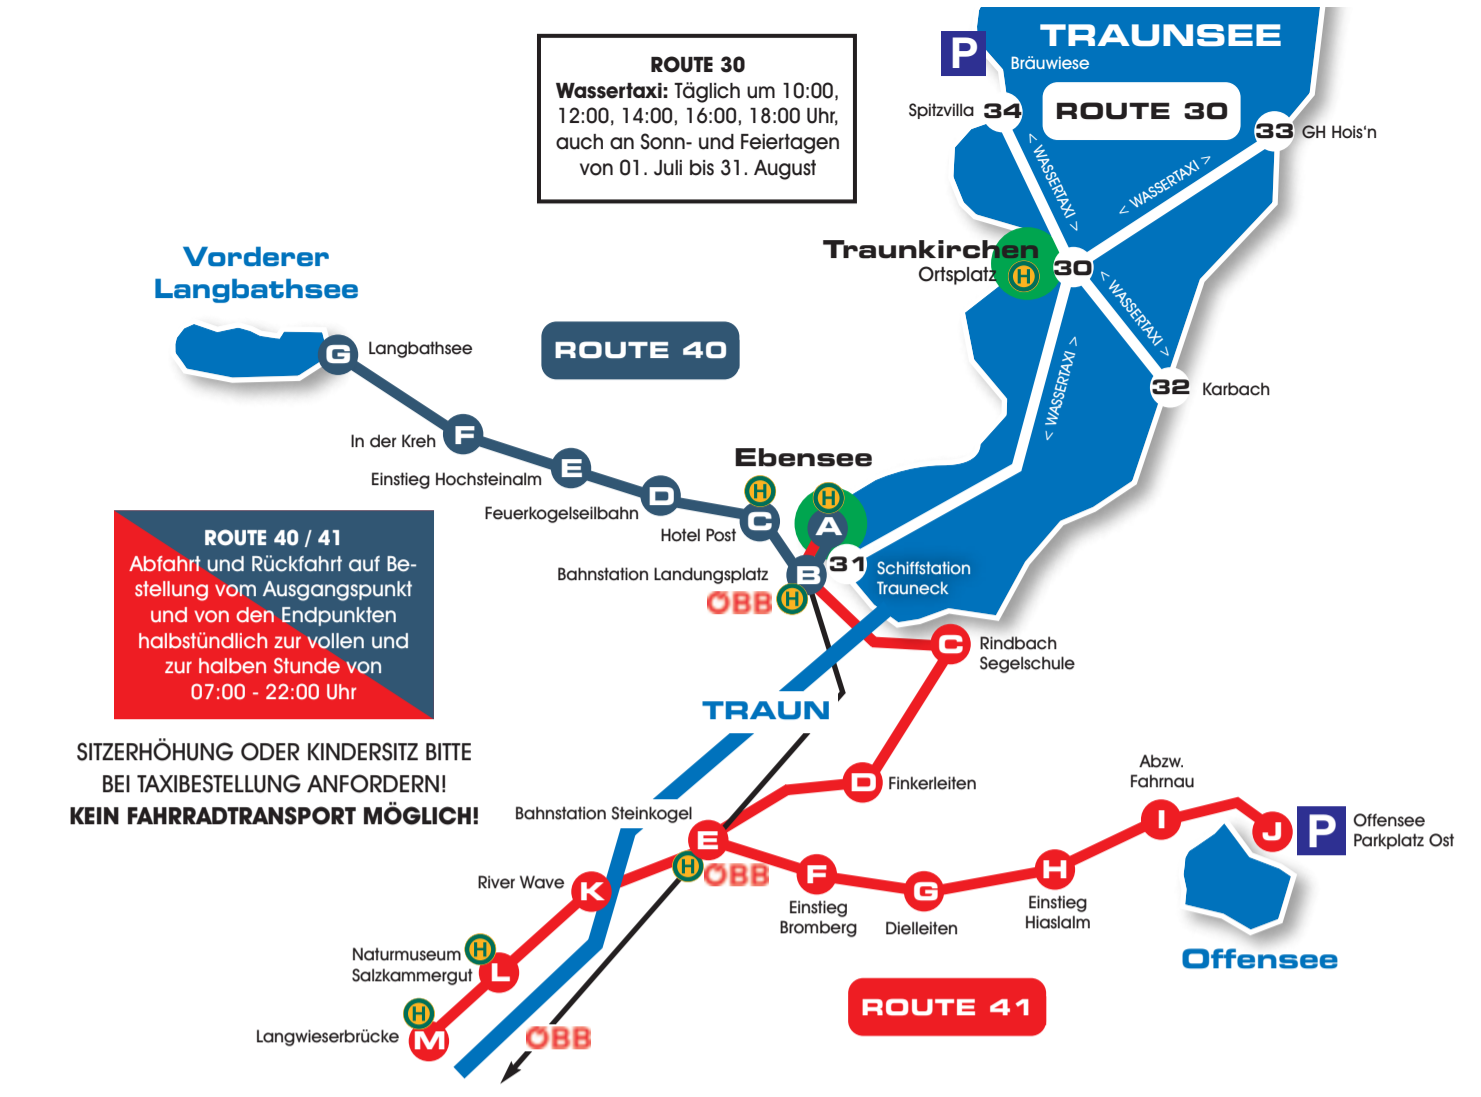 TRAUNSEE
P
Bräuwiese
ROUTE 30
Wassertaxi: Täglich um 10:00,
12:00, 14:00, 16:00, 18:00 Uhr,
auch an Sonn- und Feiertagen
von 01. Juli bis 31. August
Spitzvilla 34
ROUTE 30
33 GH Hois'n
< WASSERTAXI >
< WASSERTAXI >
Traunkirchen
Ortsplatz
H
30
< WASSERTAXI >
< WASSERTAXI >
32 Karbach
Vorderer
Langbathsee
G Langbathsee
ROUTE 40
In der Kreh F
Einstieg Hochsteinalm E
Feuerkogelseilbahn D
Hotel Post C
H
Ebensee
H
A
Bahnstation Landungsplatz B
ÖBB H
31 Schiffstation
Trauneck
ROUTE 40 / 41
Abfahrt und Rückfahrt auf Be-
stellung vom Ausgangspunkt
und von den Endpunkten
halbstündlich zur vollen und
zur halben Stunde von
07:00 - 22:00 Uhr
SITZERHÖHUNG ODER KINDERSITZ BITTE
BEI TAXIBESTELLUNG ANFORDERN!
KEIN FAHRRADTRANSPORT MÖGLICH!
C Rindbach
Segelschule
TRAUN
D Finkerleiten
Bahnstation Steinkogel
E
H ÖBB
F
Einstieg
Bromberg
G
Dielleiten
H
Einstieg
Hiaslalm
Abzw.
Fahrnau
I
J
P
Offensee
Parkplatz Ost
Offensee
River Wave K
Naturmuseum
Salzkammergut
H
L
H
Langwieserbrücke M
ÖBB
ROUTE 41